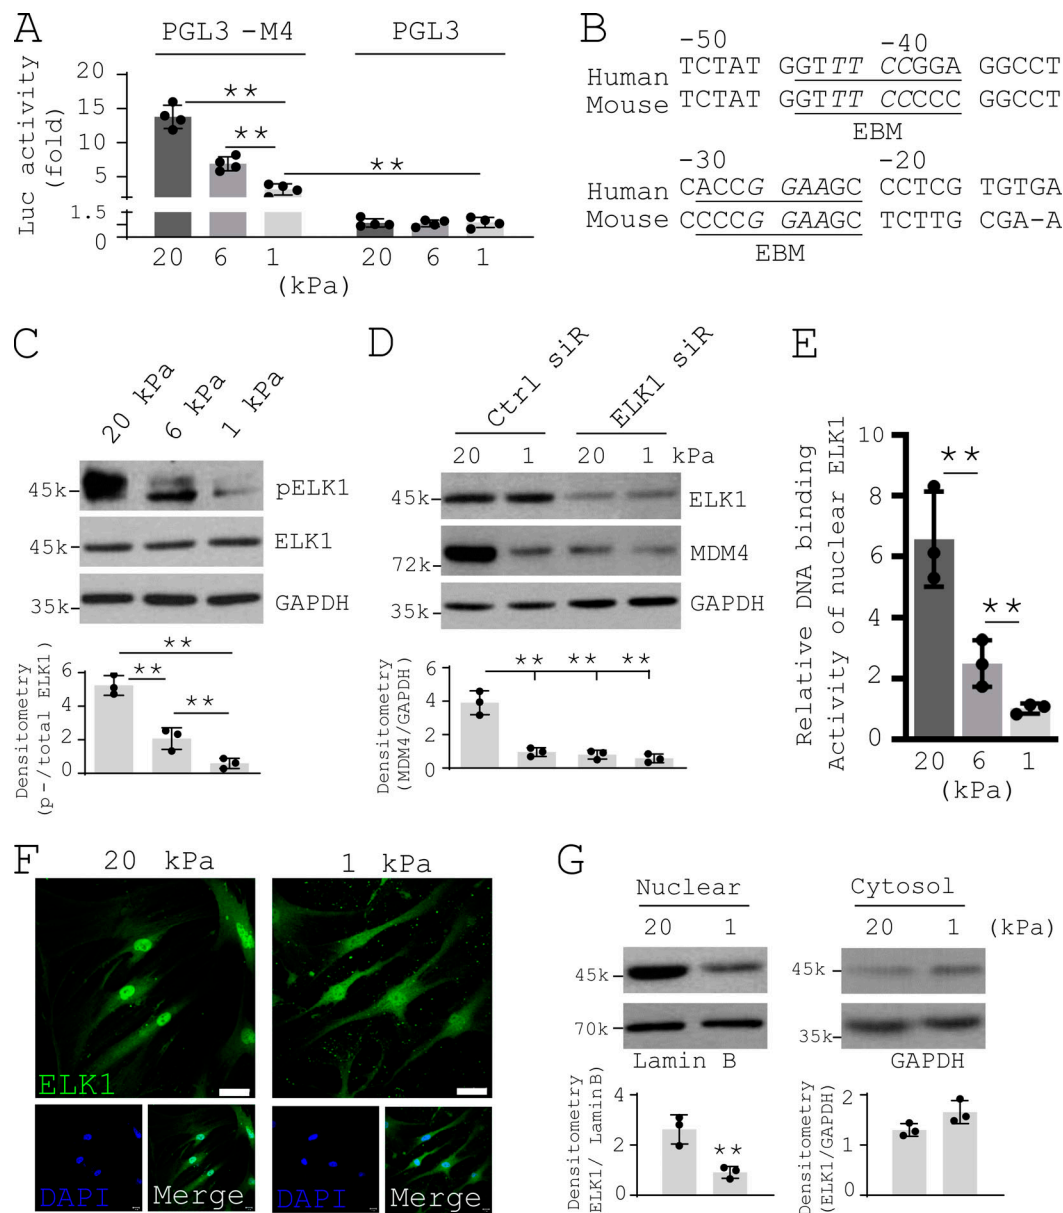 A
PGL3 -M4
PGL3
Luc activity
(fold)
20
15
10
5
1.5
0
**
**
**
20 6 1 20 6 1
(kPa)
B
-50 -40
Human TCTAT GGTTT CCGGA GGCCT
Mouse TCTAT GGTTT CCCCC GGCCT
EBM
-30 -20
Human CACCG GAAGC CCTCG TGTGA
Mouse CCCCG GAAGC TCTTG CGA-A
EBM
C
20 kPa
6 kPa
1 kPa
45k pELK1
45k ELK1
35k GAPDH
Densitometry
(p-/total ELK1)
6
4
2
0
**
**
**
D
Ctrl siR
ELK1 siR
20 1 20 1 kPa
45k ELK1
72k MDM4
35k GAPDH
Densitometry
(MDM4/GAPDH)
6
4
2
0
** ** **
E
Relative DNA binding
Activity of nuclear ELK1
10
8
6
4
2
0
**
**
20 6 1
(kPa)
F
20 kPa
1 kPa
ELK1
DAPI
Merge
DAPI
Merge
G
Nuclear
Cytosol
20 1 20 1 (kPa)
45k
70k
Lamin B
45k
35k
GAPDH
Densitometry
ELK1/ LaminB)
4
2
0
**
Densitometry
(ELK1/GAPDH)
2
1
0